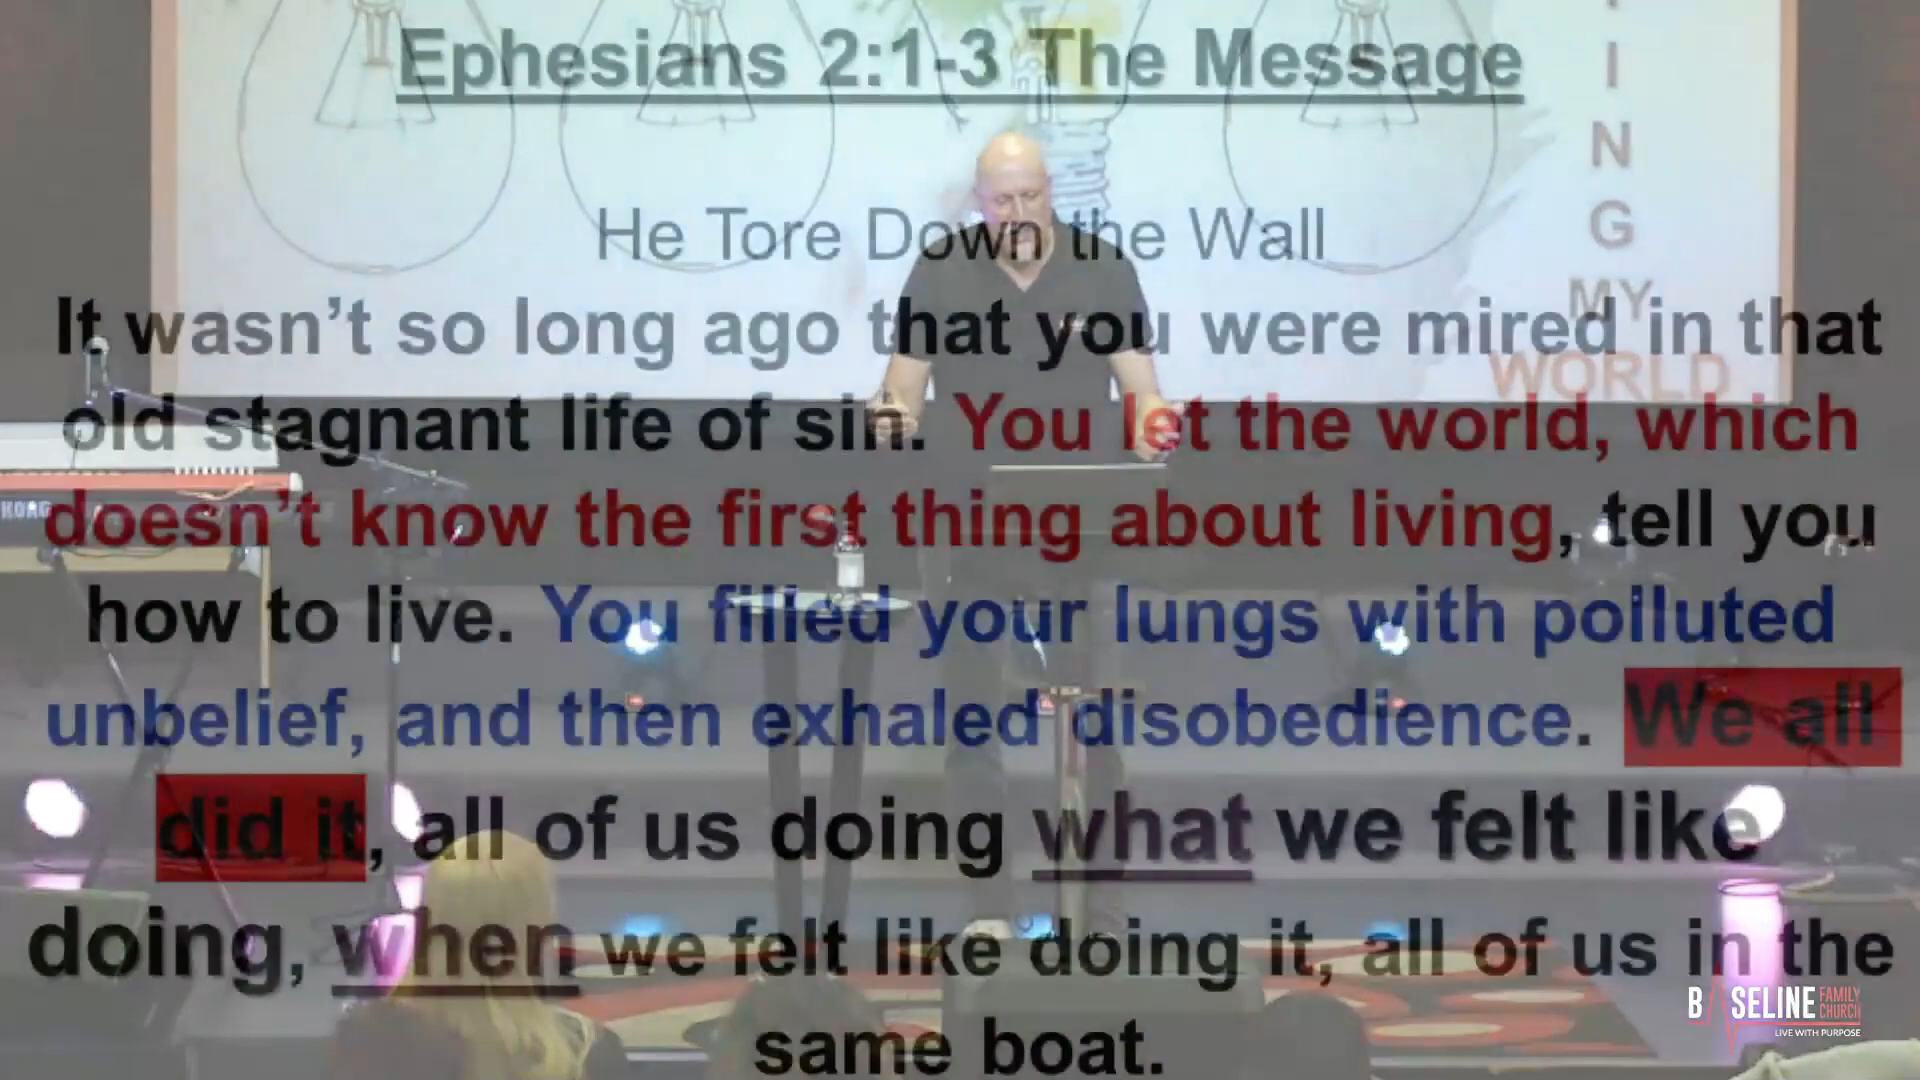 Ephesians 2:1-3 The Message
I
N
G
MY
WORLD
He Tore Down the Wall
It wasn’t so long ago that you were mired in that
old stagnant life of sin. You let the world, which
doesn’t know the first thing about living, tell you
how to live. You filled your lungs with polluted
unbelief, and then exhaled disobedience. We all
did it, all of us doing what we felt like
doing, when we felt like doing it, all of us in the
same boat.
KORG
BASELINE FAMILY CHURCH
LIVE WITH PURPOSE